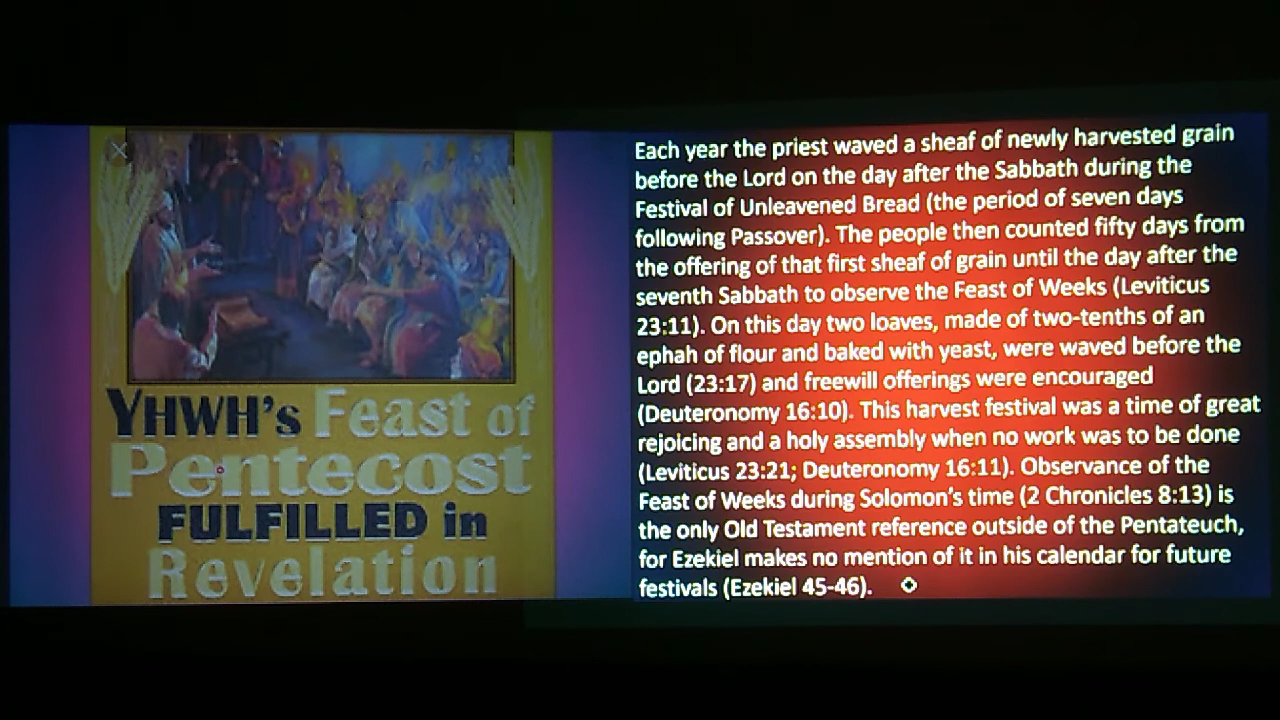 YHWH's Feast of
Pentecost
FULFILLED in
Revelation
Each year the priest waved a sheaf of newly harvested grain
before the Lord on the day after the Sabbath during the
Festival of Unleavened Bread (the period of seven days
following Passover). The people then counted fifty days from
the offering of that first sheaf of grain until the day after the
seventh Sabbath to observe the Feast of Weeks (Leviticus
23:11). On this day two loaves, made of two-tenths of an
ephah of flour and baked with yeast, were waved before the
Lord (23:17) and freewill offerings were encouraged
(Deuteronomy 16:10). This harvest festival was a time of great
rejoicing and a holy assembly when no work was to be done
(Leviticus 23:21; Deuteronomy 16:11). Observance of the
Feast of Weeks during Solomon's time (2 Chronicles 8:13) is
the only Old Testament reference outside of the Pentateuch,
for Ezekiel makes no mention of it in his calendar for future
festivals (Ezekiel 45-46).